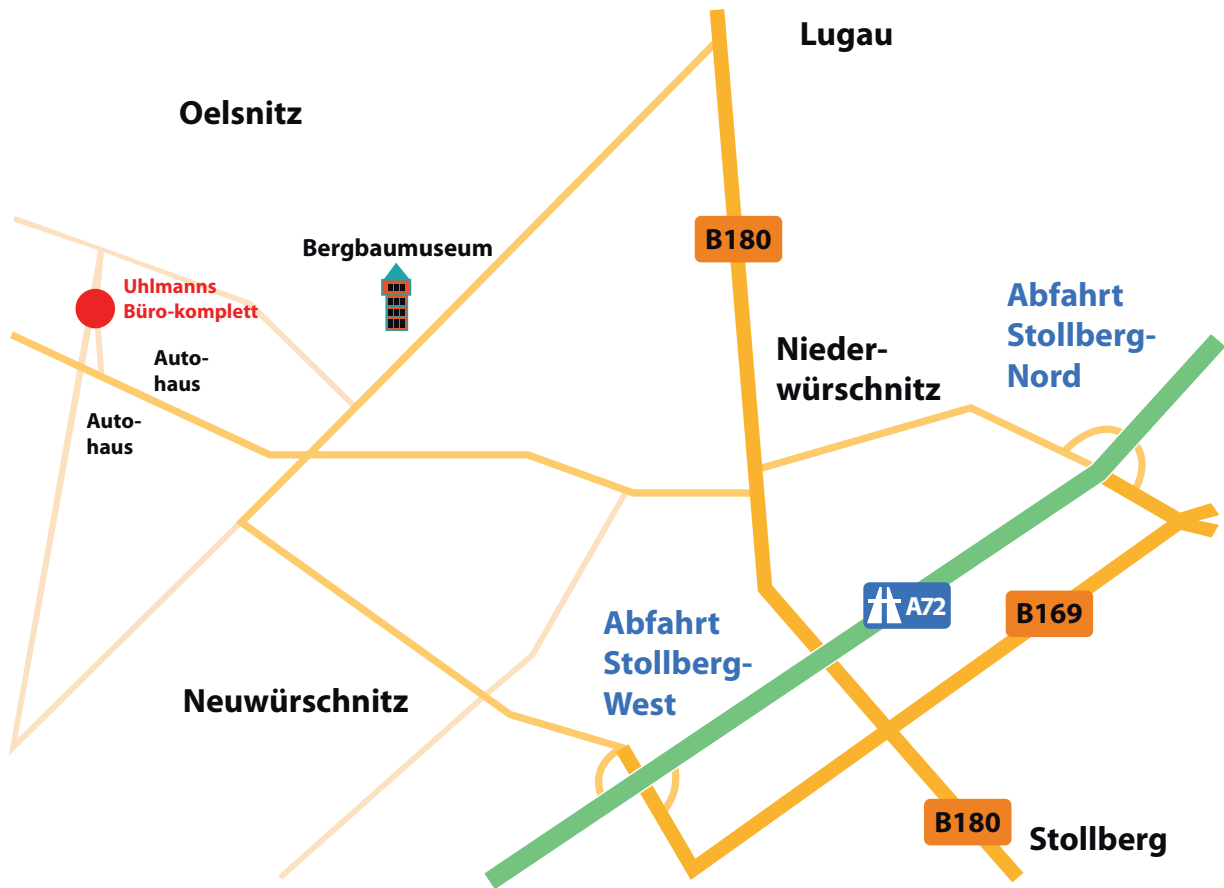 Lugau
Oelsnitz
B180
Bergbaumuseum
Uhlmanns
Büro-komplett
Abfahrt
Stollberg-
Nord
Nieder-
würschnitz
Auto-
haus
Auto-
haus
A72
B169
Abfahrt
Stollberg-
West
Neuwürschnitz
B180
Stollberg